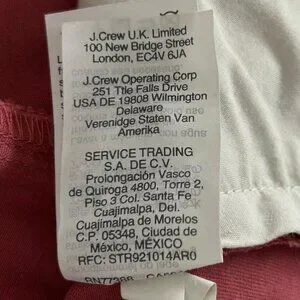 J.Crew U.K. Limited
100 New Bridge Street
London, EC4V 6JA
J.Crew Operating Corp
251 Ttle Falls Drive
USA DE 19808 Wilmington
Delaware
Verenidge Staten Van
Amerika
SERVICE TRADING
S.A. DE C.V.
Prolongación Vasco
de Quiroga 4800, Torre 2,
Piso 3 Col. Santa Fe
Cuajimalpa, Del.
Cuajimalpa de Morelos
C.P. 05348, Ciudad de
México, MÉXICO
RFC: STR921014AR0